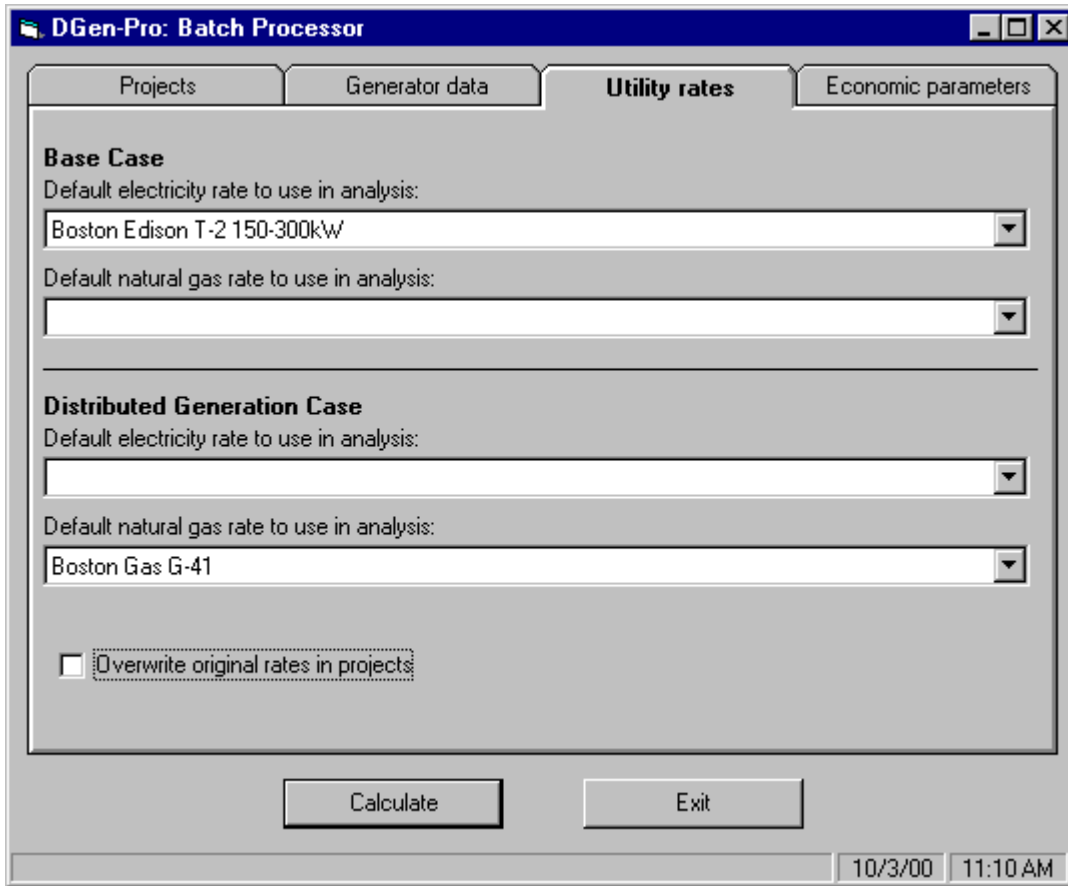 DGen-Pro: Batch Processor
Projects Generator data Utility rates Economic parameters
Base Case
Default electricity rate to use in analysis:
Boston Edison T-2 150-300kW
Default natural gas rate to use in analysis:
Distributed Generation Case
Default electricity rate to use in analysis:
Default natural gas rate to use in analysis:
Boston Gas G-41
Overwrite original rates in projects
Calculate Exit
10/3/00 11:10 AM